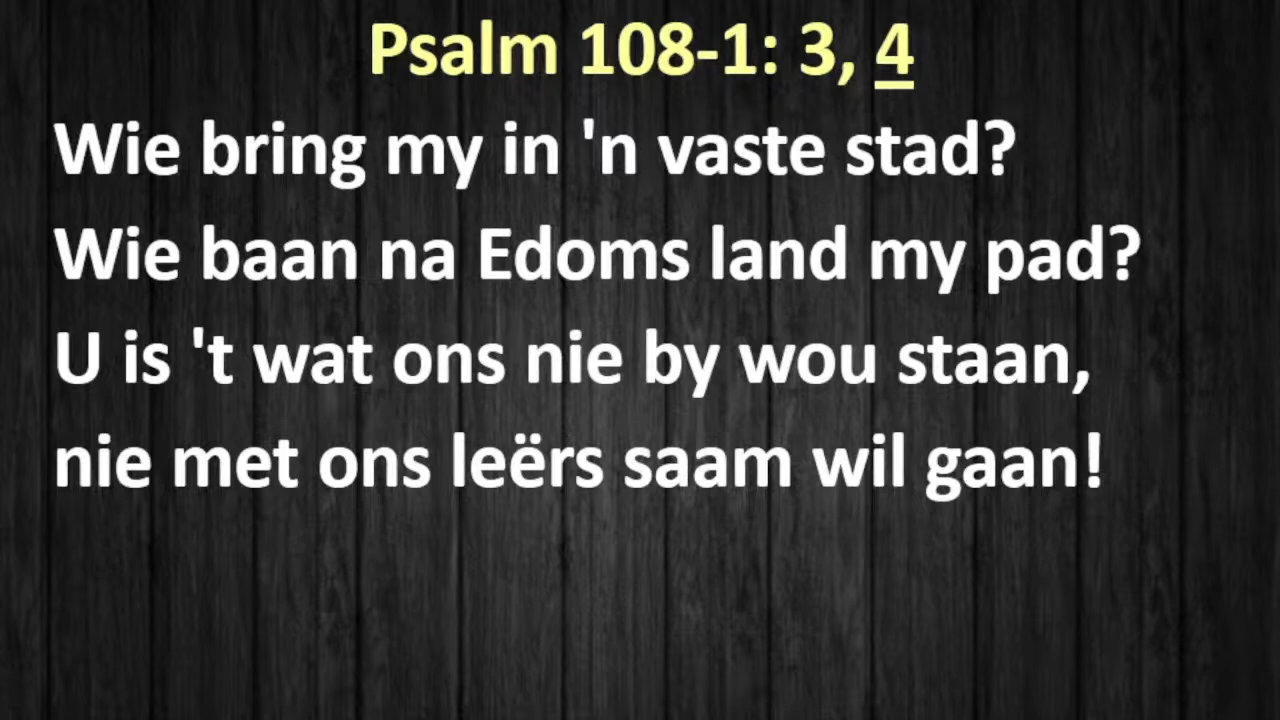 Psalm 108-1: 3, 4
Wie bring my in 'n vaste stad?
Wie baan na Edoms land my pad?
U is 't wat ons nie by wou staan,
nie met ons leërs saam wil gaan!